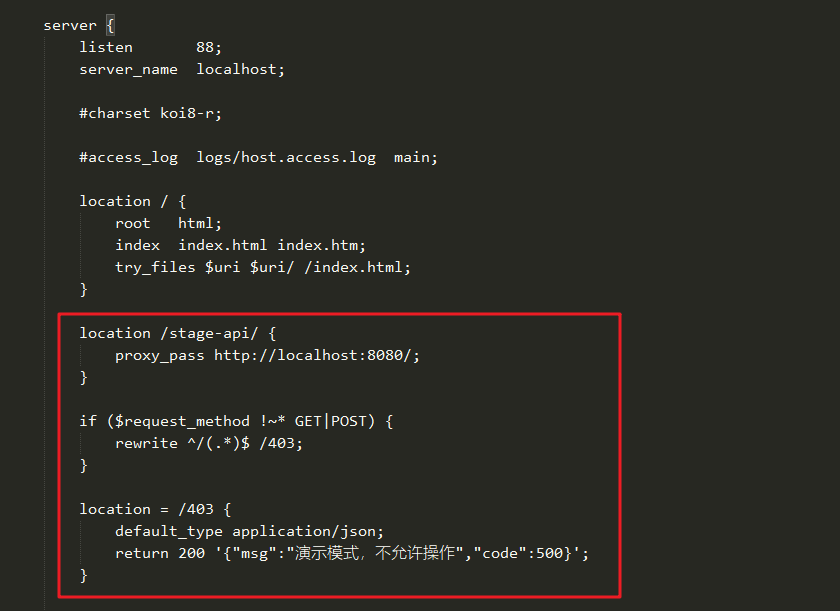 server {
    listen       88;
    server_name  localhost;
    #charset koi8-r;
    #access_log  logs/host.access.log  main;
    location / {
        root   html;
        index  index.html index.htm;
        try_files $uri $uri/ /index.html;
    }
    location /stage-api/ {
        proxy_pass http://localhost:8080/;
    }
    if ($request_method !~* GET|POST) {
        rewrite ^/(.*)$ /403;
    }
    location = /403 {
        default_type application/json;
        return 200 '{"msg":"演示模式，不允许操作","code":500}';
    }